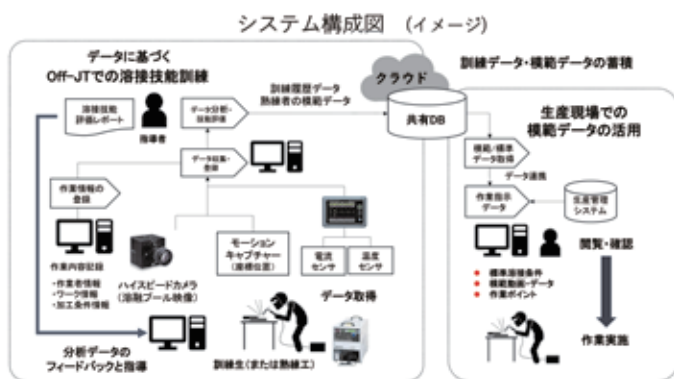 システム構成図 (イメージ)
データに基づく
Off-JTでの溶接技能訓練
溶接技能
評価レポート
指導者
データ分析・
技能評価
訓練履歴データ
熟練者の模範データ
クラウド
共有DB
訓練データ・模範データの蓄積
データ収集・
登録
作業情報の
登録
作業内容記録
・作業者情報
・ワーク情報
・加工条件情報
ハイスピードカメラ
(溶融プール映像)
モーション
キャプチャー
(座標位置)
電流
センサ
温度
センサ
データ取得
訓練生(または熟練工)
分析データの
フィードバックと指導
生産現場での
模範データの活用
模範/標準
データ取得
データ連携
作業指示
データ
生産管理
システム
閲覧・確認
● 標準溶接条件
● 模範動画・データ
● 作業ポイント
作業実施